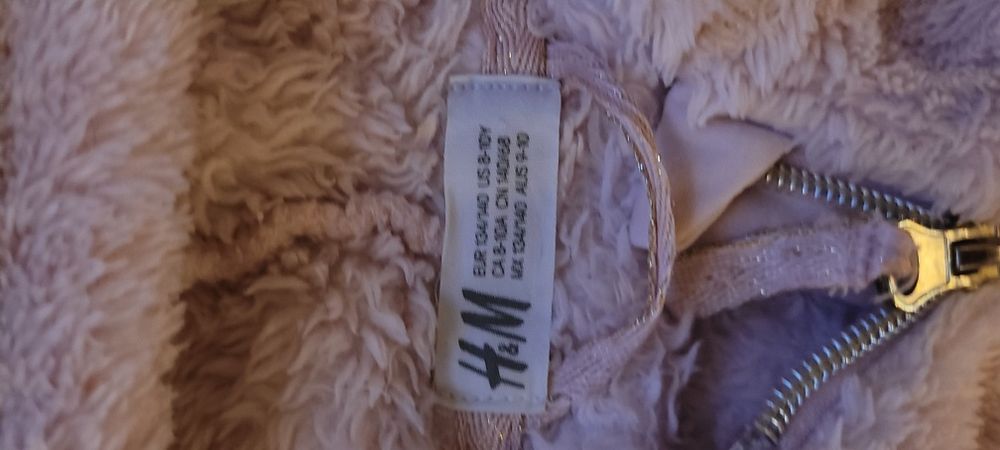 H&M
EUR 134/140 US 8-10Y
CA 8-10A CN 140/68
MX 134/140 AUS 9-10